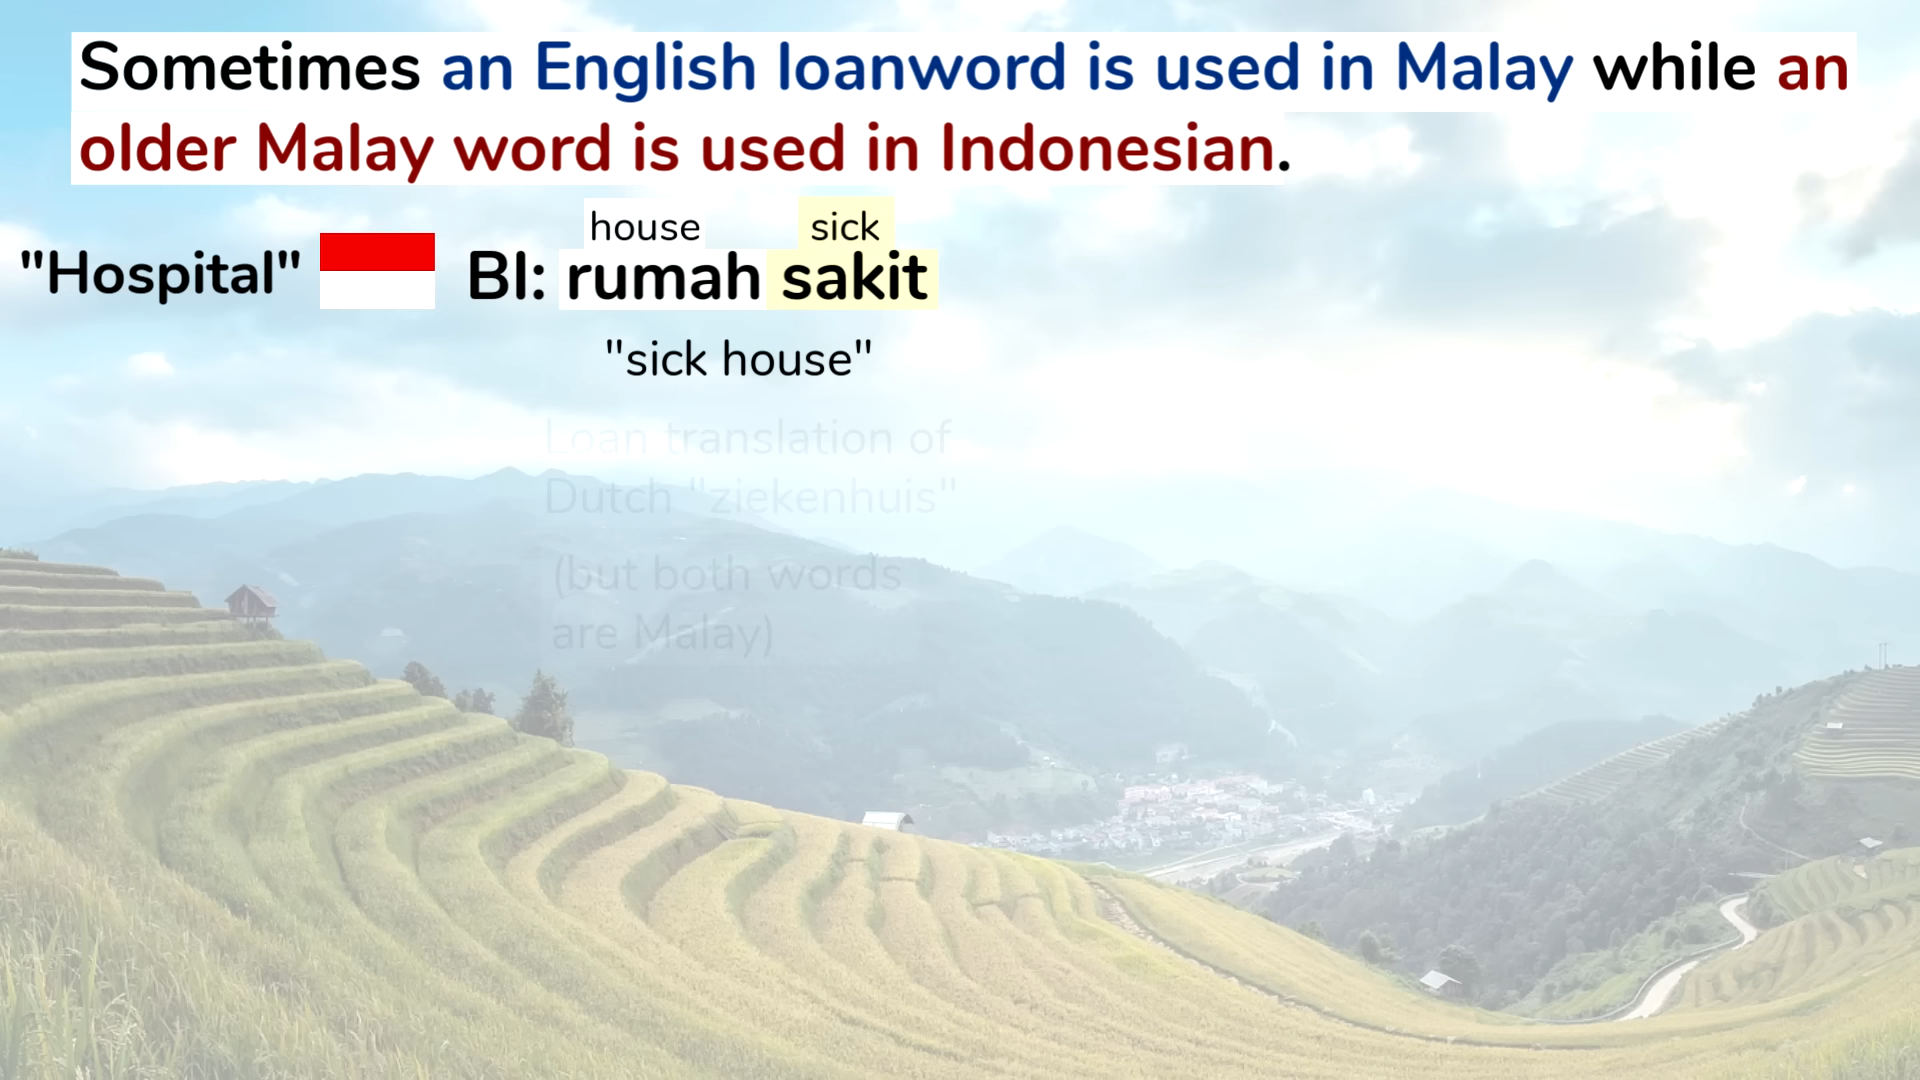 Sometimes an English loanword is used in Malay while an
older Malay word is used in Indonesian.
house sick
"Hospital" BI: rumah sakit
"sick house"
Loan translation of
Dutch "ziekenhuis"
(but both words
are Malay)